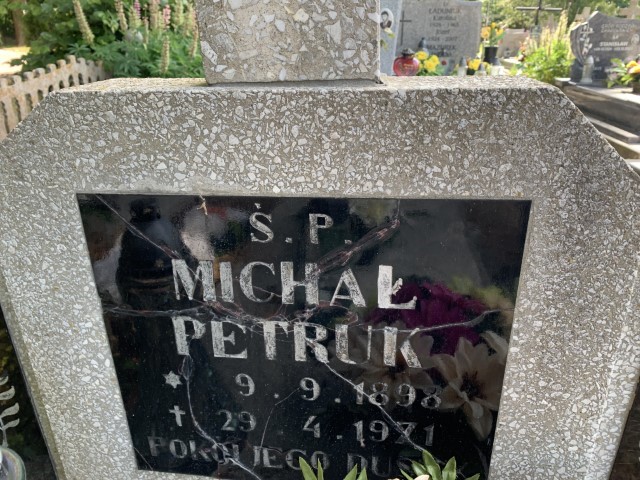 Ś. P.
MICHAŁ
PETRUK
9. 9. 1898
29. 4. 1971
POKÓJ JEGO